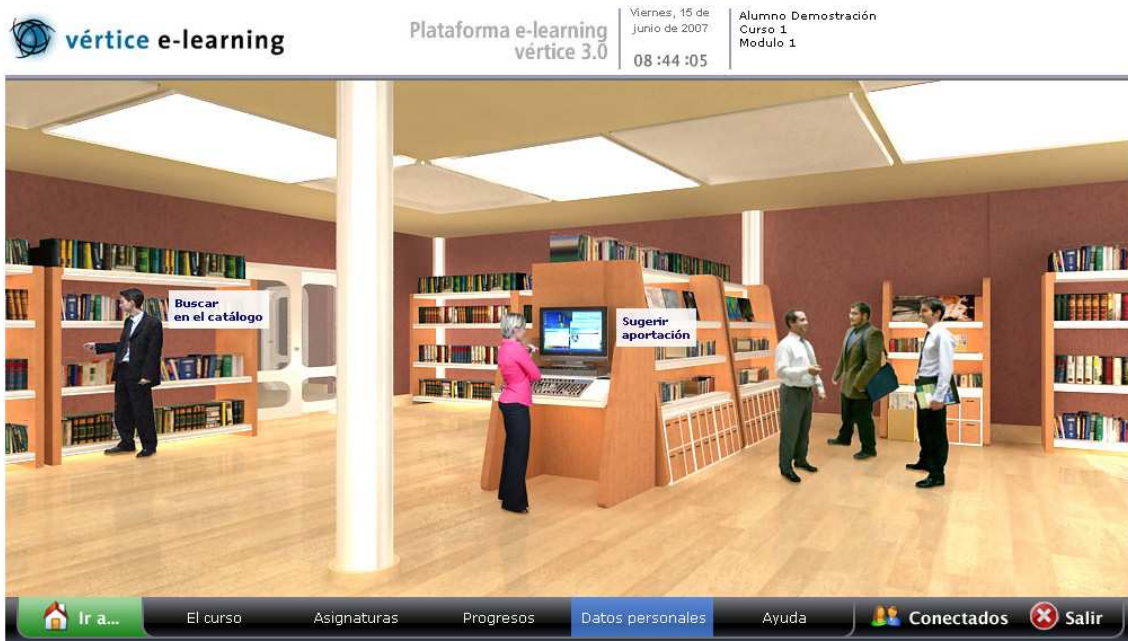 vértice e-learning
Plataforma e-learning
vértice 3.0
Viernes, 15 de
junio de 2007
08:44:05
Alumno Demostración
Curso 1
Modulo 1
Buscar
en el catálogo
Sugerir
aportación
Ir a...
El curso
Asignaturas
Progresos
Datos personales
Ayuda
Conectados
Salir